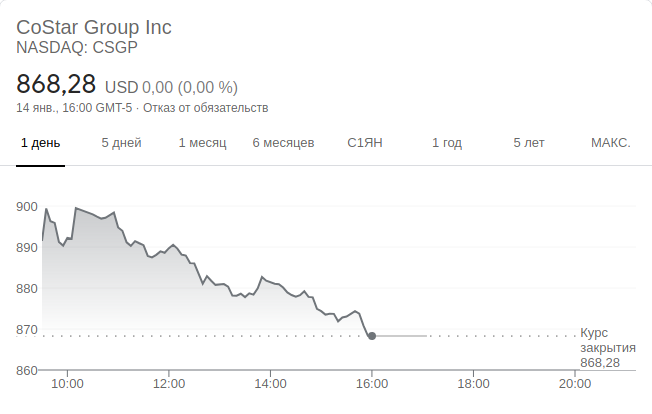 CoStar Group Inc
NASDAQ: CSGP
868,28 USD 0,00 (0,00 %)
14 янв., 16:00 GMT-5 · Отказ от обязательств
1 день 5 дней 1 месяц 6 месяцев С1ЯН 1 год 5 лет МАКС.
900
890
880
870
Курс
закрытия
868,28
860
10:00 12:00 14:00 16:00 18:00 20:00